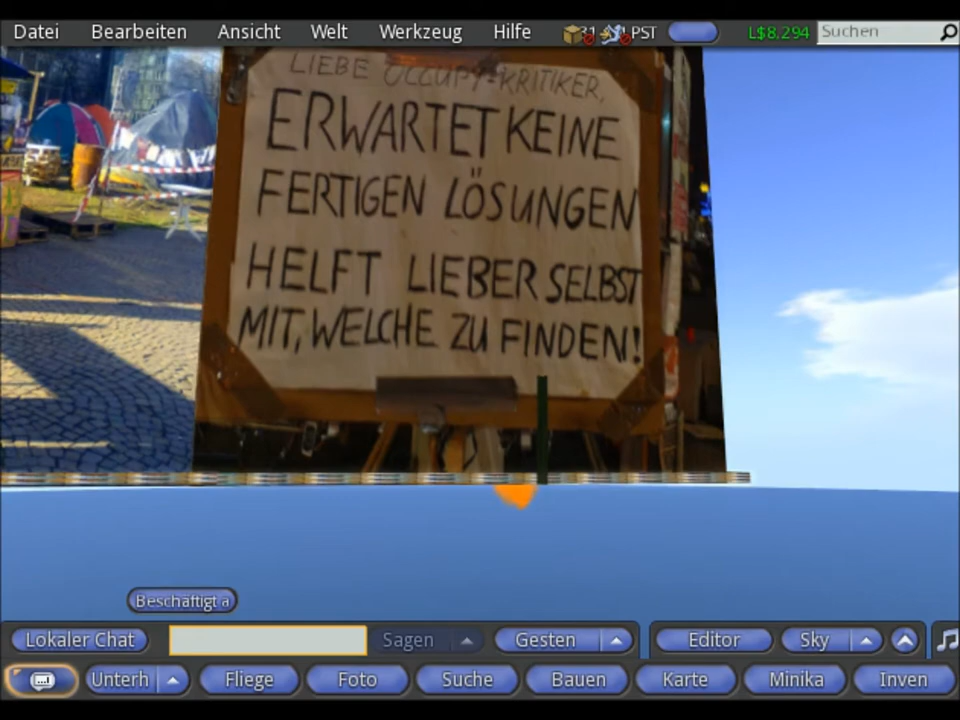 Datei Bearbeiten Ansicht Welt Werkzeug Hilfe PST L$8,294 Suchen
LIEBE OCCUPY-KRITIKER,
ERWARTET KEINE
FERTIGEN LÖSUNGEN
HELFT LIEBER SELBST
MIT, WELCHE ZU FINDEN!
Beschäftigt a
Lokaler Chat Sagen Gesten Editor Sky
Unterh Fliege Foto Suche Bauen Karte Minika Inven